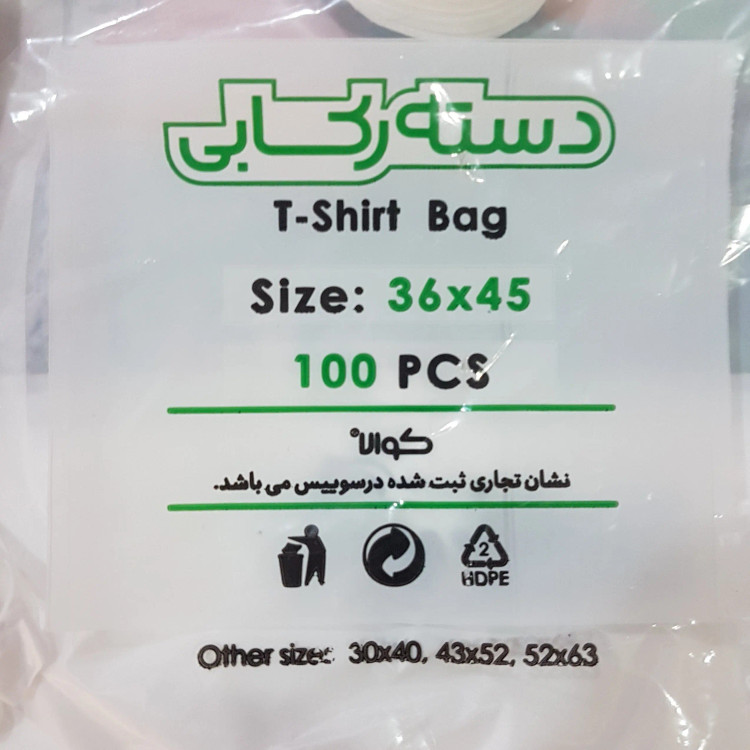 دسته رکابی
T-Shirt Bag
Size: 36x45
100 PCS
کوالا®
نشان تجاری ثبت شده درسوییس می باشد.
2
HDPE
Other sizes: 30x40, 43x52, 52x63